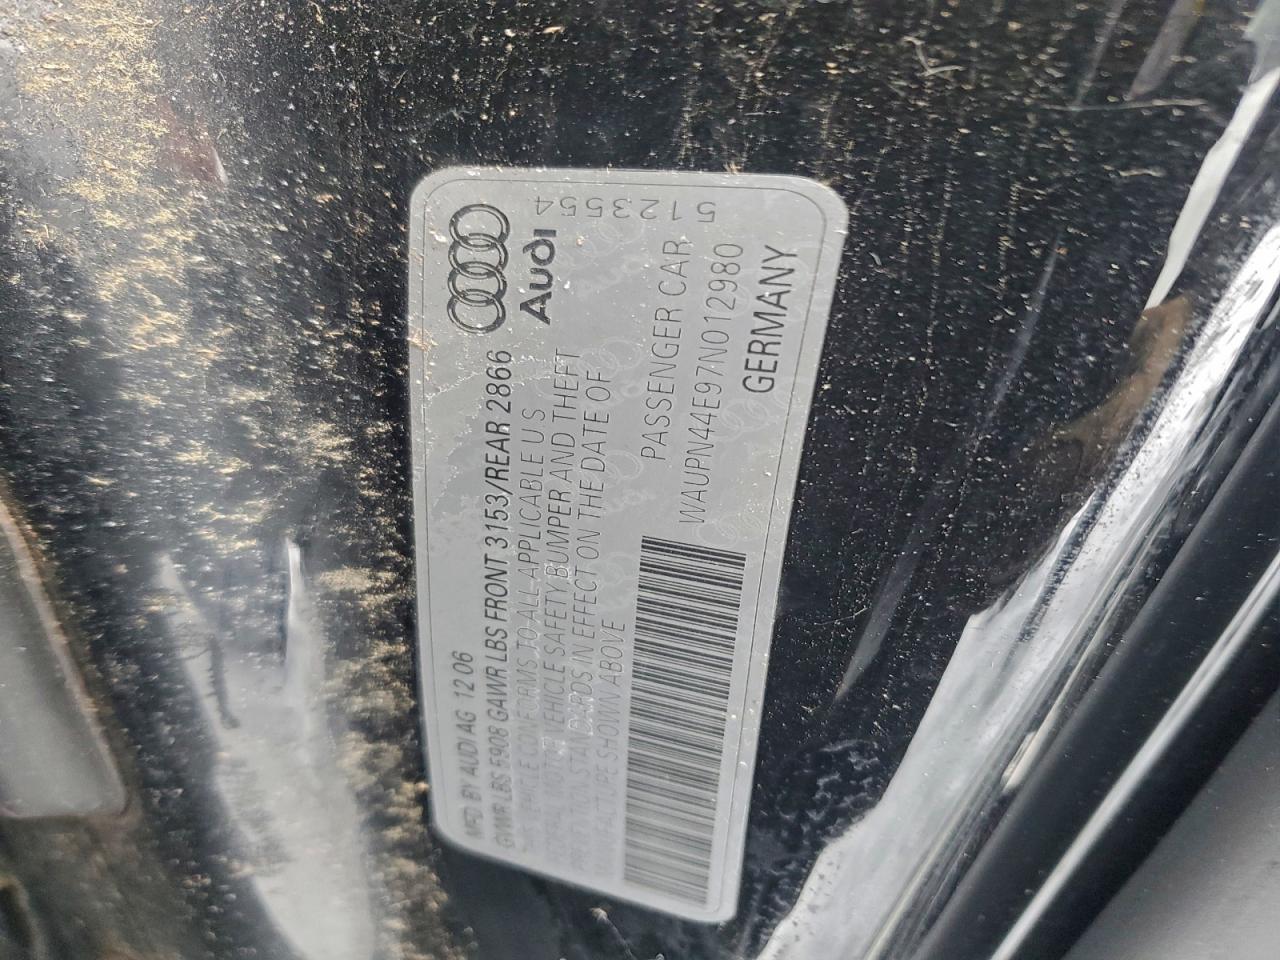 MFD BY AUDI AG 12 06
GVWR LBS 5908 GAWR LBS FRONT 3153/REAR 2866
THIS VEHICLE CONFORMS TO ALL APPLICABLE U S
FEDERAL MOTOR VEHICLE SAFETY, BUMPER AND THEFT
PREVENTION STANDARDS IN EFFECT ON THE DATE OF
MANUFACTURE SHOWN ABOVE
PASSENGER CAR
WAUPN44E97N012980
GERMANY
Audi
5123554